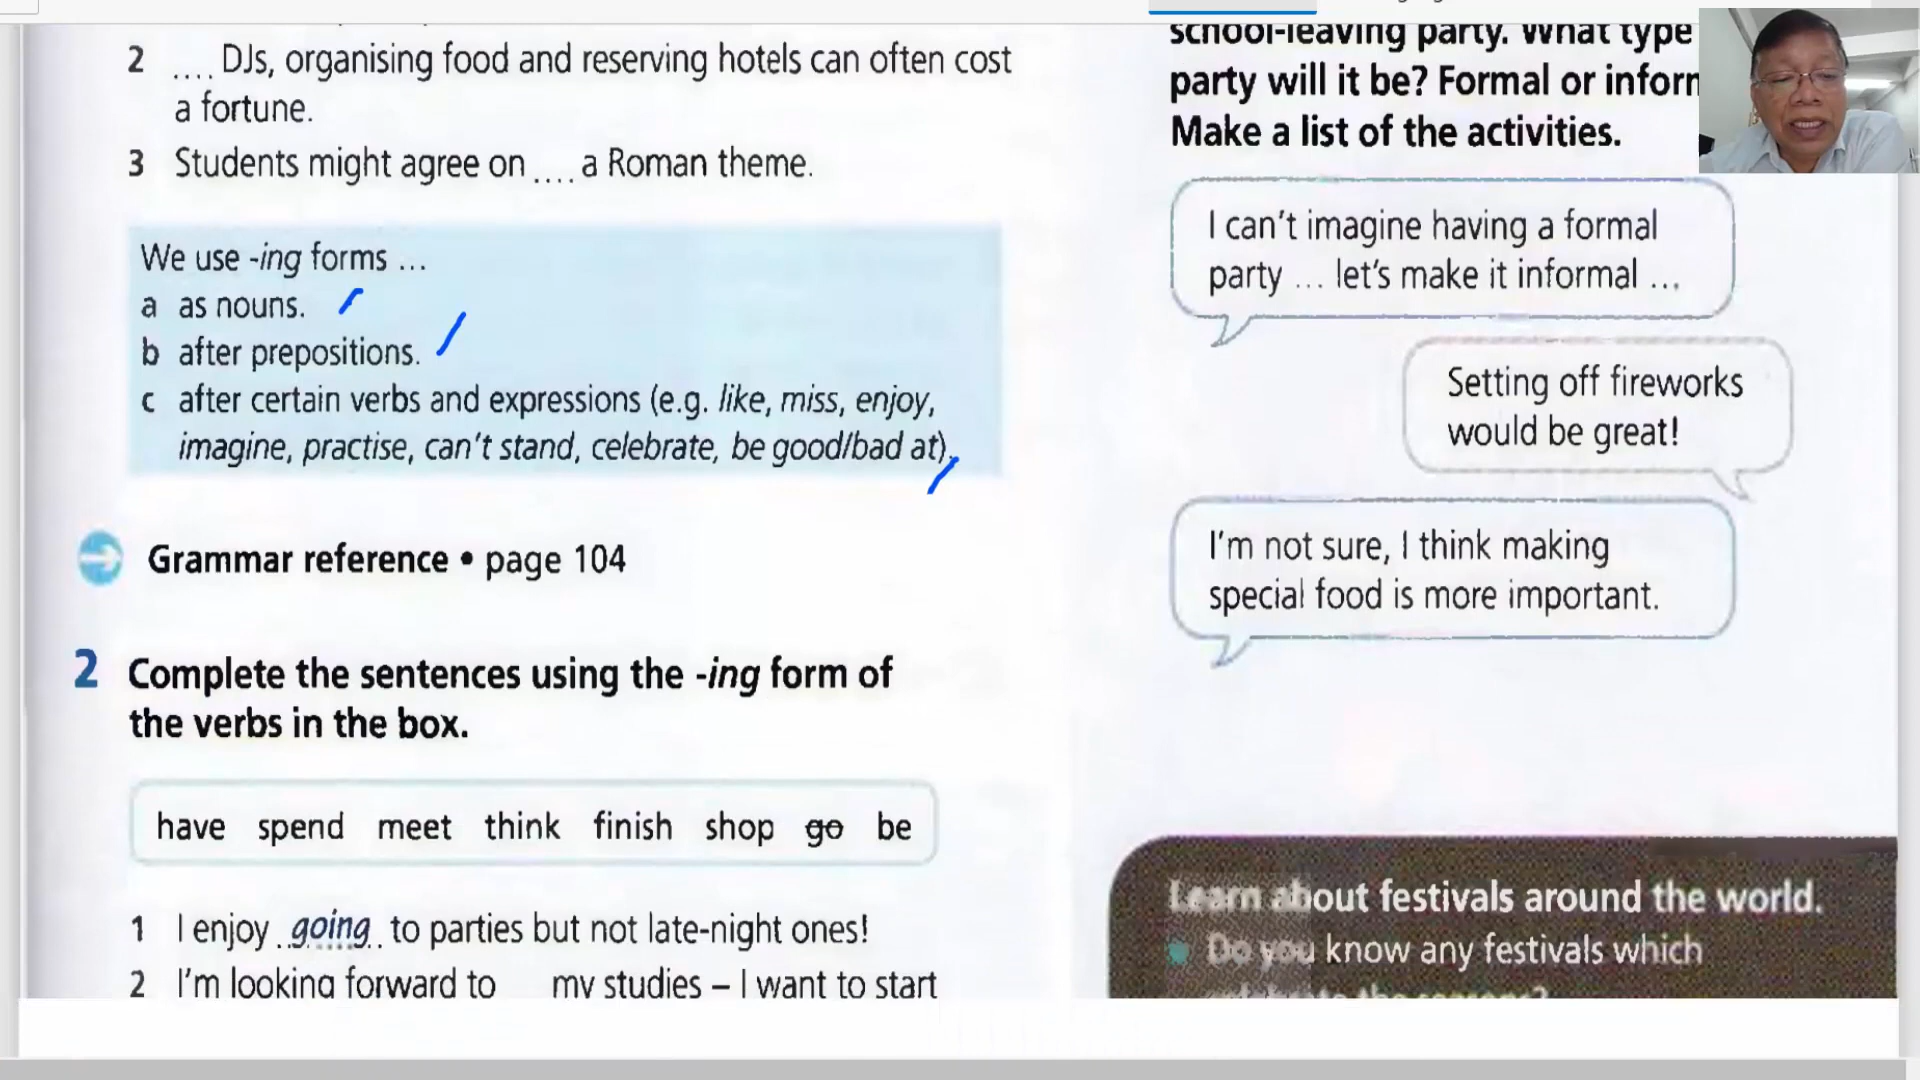 2 .... DJs, organising food and reserving hotels can often cost
a fortune.
3 Students might agree on .... a Roman theme.
We use -ing forms ...
a as nouns.
b after prepositions.
c after certain verbs and expressions (e.g. like, miss, enjoy,
imagine, practise, can't stand, celebrate, be good/bad at).
Grammar reference • page 104
2 Complete the sentences using the -ing form of
the verbs in the box.
have spend meet think finish shop go be
1 I enjoy going to parties but not late-night ones!
2 I'm looking forward to my studies – I want to start
school-leaving party. What type
party will it be? Formal or inform
Make a list of the activities.
I can't imagine having a formal
party ... let's make it informal ...
Setting off fireworks
would be great!
I'm not sure, I think making
special food is more important.
Learn about festivals around the world.
Do you know any festivals which